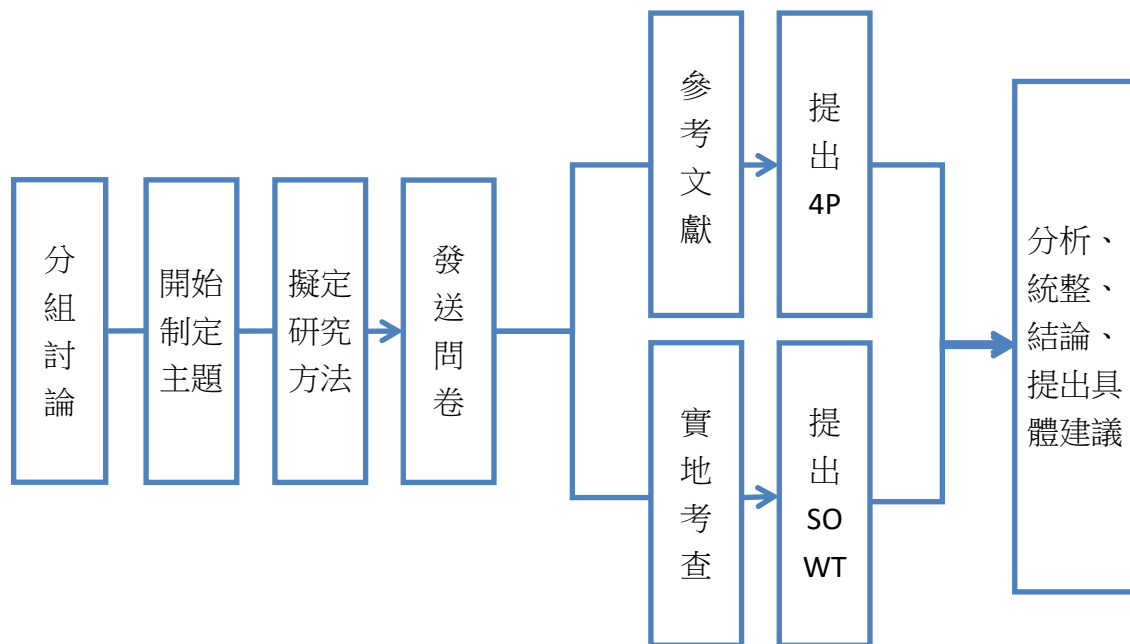 分組討論
開始
制定
主題
擬定
研究
方法
發送問卷
參考文獻
提出
4P
實地考查
提出
SO
WT
分析、
統整、
結論、
提出具
體建議